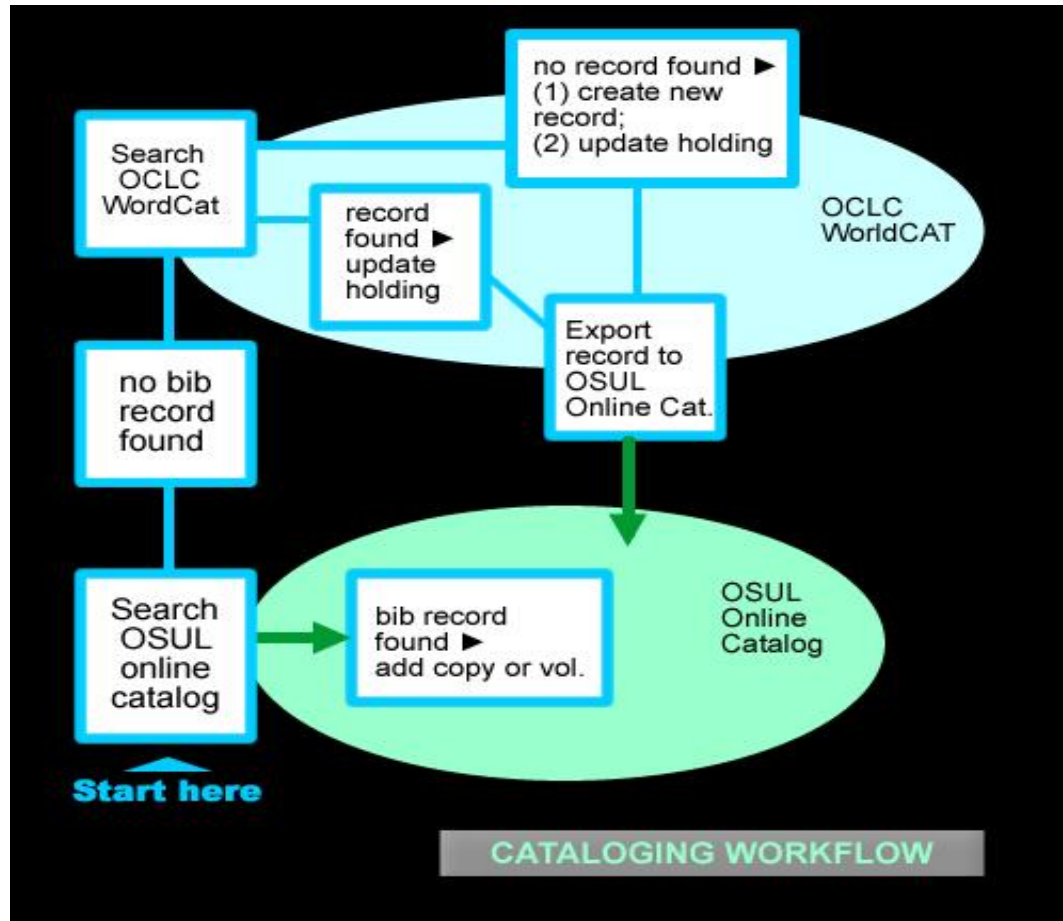 no record found ►
(1) create new
record;
(2) update holding
Search
OCLC
WordCat
record
found ►
update
holding
OCLC
WorldCAT
Export
record to
OSUL
Online Cat.
no bib
record
found
Search
OSUL
online
catalog
bib record
found ►
add copy or vol.
OSUL
Online
Catalog
Start here
CATALOGING WORKFLOW